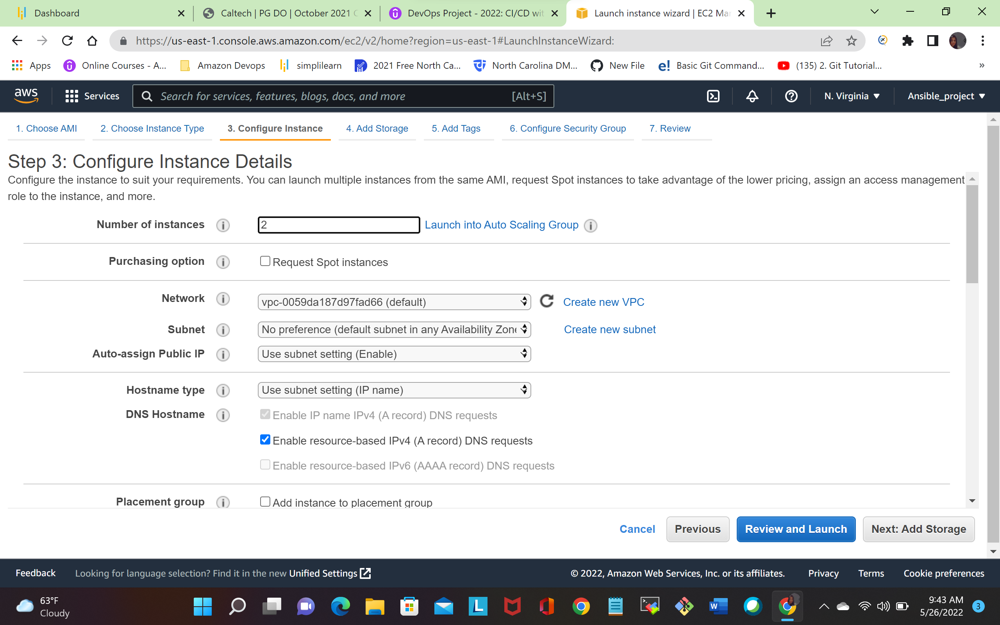 Dashboard
Caltech | PG DO | October 2021
DevOps Project - 2022: CI/CD wit
Launch instance wizard | EC2 Mar
https://us-east-1.console.aws.amazon.com/ec2/v2/home?region=us-east-1#LaunchInstanceWizard:
Apps
Online Courses - A...
Amazon Devops
simplilearn
2021 Free North Ca...
North Carolina DM...
New File
Basic Git Command...
(135) 2. Git Tutorial...
»
aws
Services
Search for services, features, blogs, docs, and more
[Alt+S]
N. Virginia
Ansible_project
1. Choose AMI
2. Choose Instance Type
3. Configure Instance
4. Add Storage
5. Add Tags
6. Configure Security Group
7. Review
Step 3: Configure Instance Details
Configure the instance to suit your requirements. You can launch multiple instances from the same AMI, request Spot instances to take advantage of the lower pricing, assign an access management
role to the instance, and more.
Number of instances
2
Launch into Auto Scaling Group
Purchasing option
Request Spot instances
Network
vpc-0059da187d97fad66 (default)
Create new VPC
Subnet
No preference (default subnet in any Availability Zone
Create new subnet
Auto-assign Public IP
Use subnet setting (Enable)
Hostname type
Use subnet setting (IP name)
DNS Hostname
Enable IP name IPv4 (A record) DNS requests
Enable resource-based IPv4 (A record) DNS requests
Enable resource-based IPv6 (AAAA record) DNS requests
Placement group
Add instance to placement group
Cancel
Previous
Review and Launch
Next: Add Storage
Feedback
Looking for language selection? Find it in the new Unified Settings
© 2022, Amazon Web Services, Inc. or its affiliates.
Privacy
Terms
Cookie preferences
63°F
Cloudy
9:43 AM
5/26/2022
3